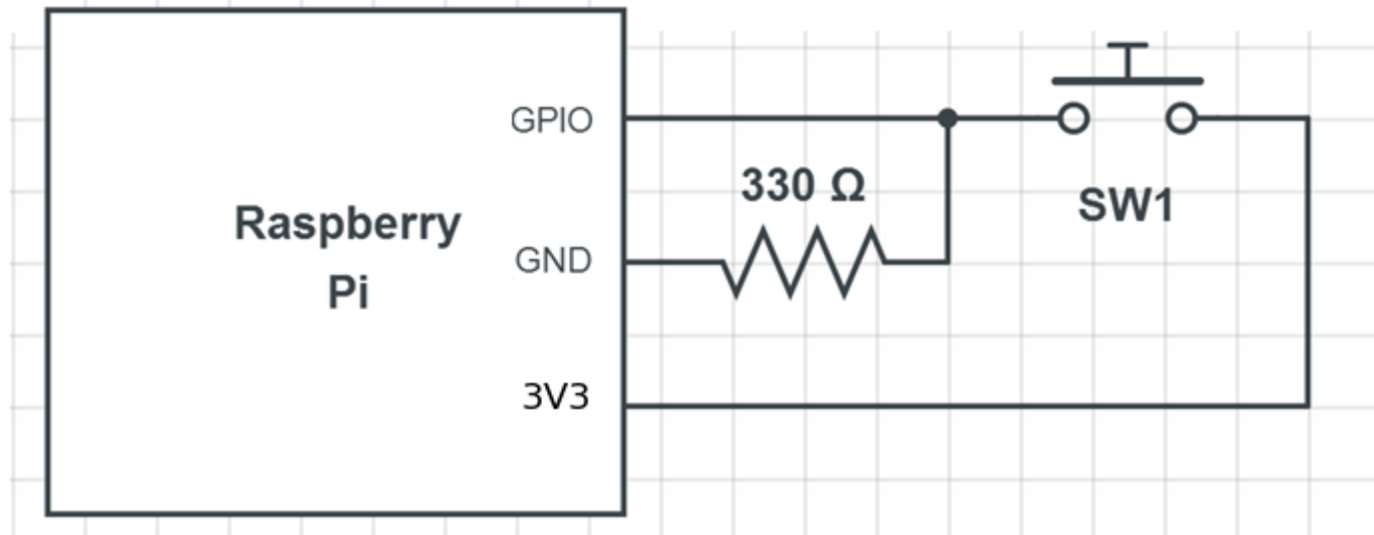 GPIO
330 Ω
SW1
Raspberry
Pi
GND
3V3